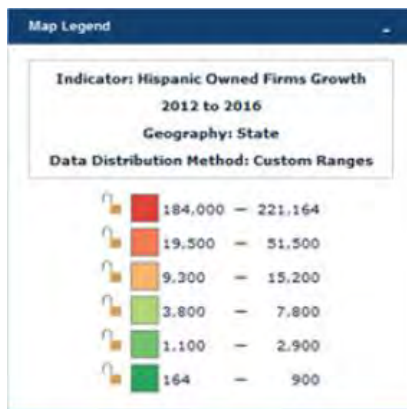 Map Legend
Indicator: Hispanic Owned Firms Growth
2012 to 2016
Geography: State
Data Distribution Method: Custom Ranges
184,000 – 221,164
19,500 – 51,500
9,300 – 15,200
3,800 – 7,800
1,100 – 2,900
164 – 900